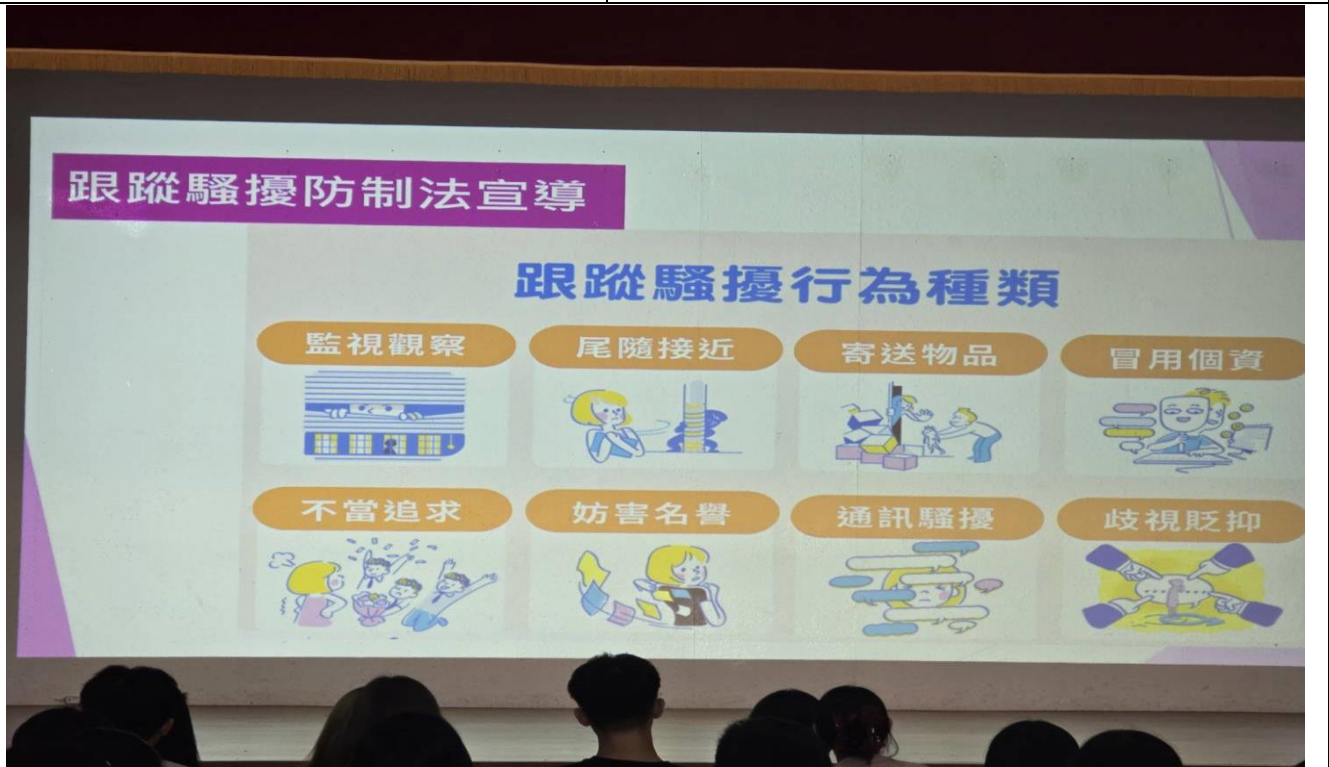 跟蹤騷擾防制法宣導
跟蹤騷擾行為種類
監視觀察
尾隨接近
寄送物品
冒用個資
不當追求
妨害名譽
通訊騷擾
歧視貶抑